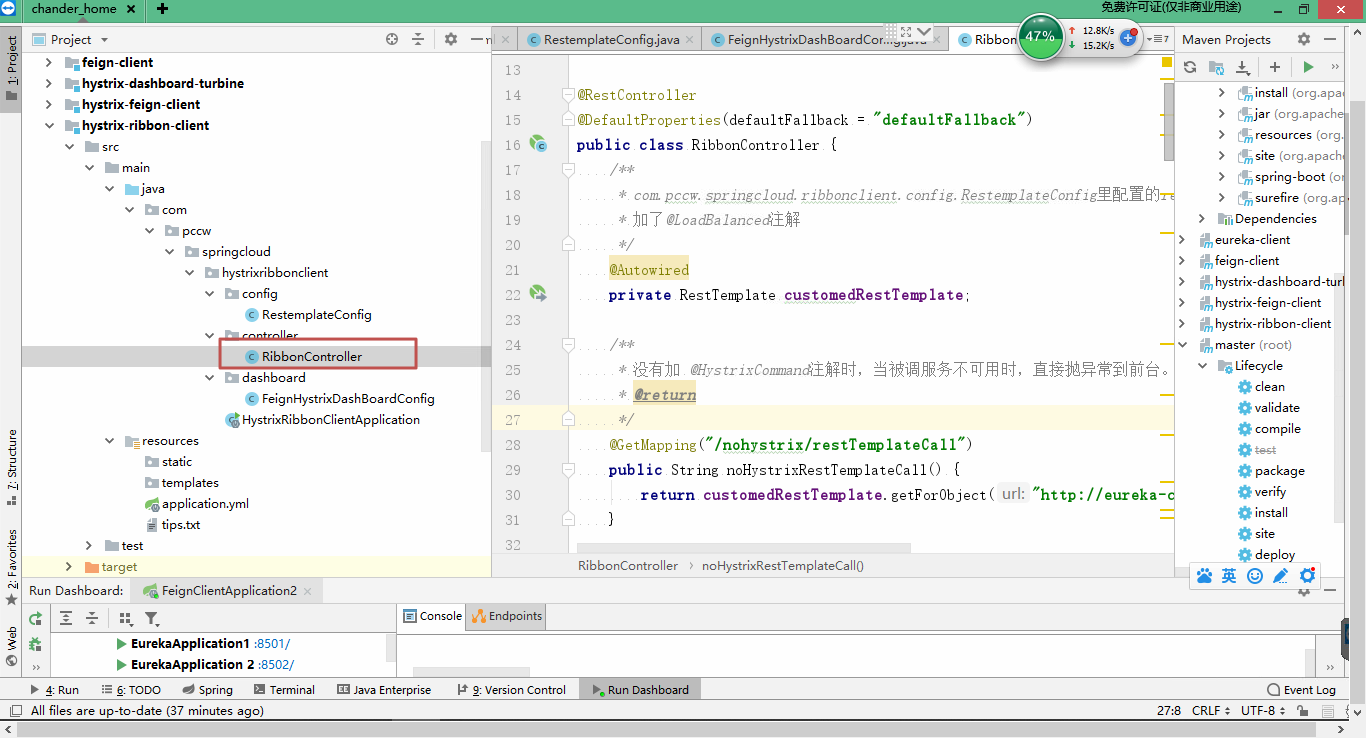 chander_home
免费许可证(仅非商业用途)
Project
RestemplateConfig.java
FeignHystrixDashBoardCon
.java
Ribbon
47%
12.8K/s
15.2K/s
7
Maven Projects
1: Project
7: Structure
2: Favorites
Web
feign-client
hystrix-dashboard-turbine
hystrix-feign-client
hystrix-ribbon-client
src
main
java
com
pccw
springcloud
hystrixribbonclient
config
RestemplateConfig
controller
RibbonController
dashboard
FeignHystrixDashBoardConfig
HystrixRibbonClientApplication
resources
static
templates
application.yml
tips.txt
test
target
13
14 @RestController
15 @DefaultProperties(defaultFallback = "defaultFallback")
16 public class RibbonController {
17 /**
18 * com.pccw.springcloud.ribbonclient.config.RestemplateConfig里配置的re
19 * 加了@LoadBalanced注解
20 */
21 @Autowired
22 private RestTemplate customedRestTemplate;
23
24 /**
25 * 没有加 @HystrixCommand注解时，当被调服务不可用时，直接抛异常到前台。
26 * @return
27 */
28 @GetMapping("/nohystrix/restTemplateCall")
29 public String noHystrixRestTemplateCall() {
30 return customedRestTemplate.getForObject( url: "http://eureka-c
31 }
32
RibbonController › noHystrixRestTemplateCall()
install (org.apac
jar (org.apache
resources (org.
site (org.apach
spring-boot (o
surefire (org.ap
Dependencies
eureka-client
feign-client
hystrix-dashboard-turl
hystrix-feign-client
hystrix-ribbon-client
master (root)
Lifecycle
clean
validate
compile
test
package
verify
install
site
deploy
英
Run Dashboard:
FeignClientApplication2
EurekaApplication1 :8501/
EurekaApplication 2 :8502/
Console
Endpoints
4: Run
6: TODO
Spring
Terminal
Java Enterprise
9: Version Control
Run Dashboard
Event Log
All files are up-to-date (37 minutes ago)
27:8
CRLF
UTF-8